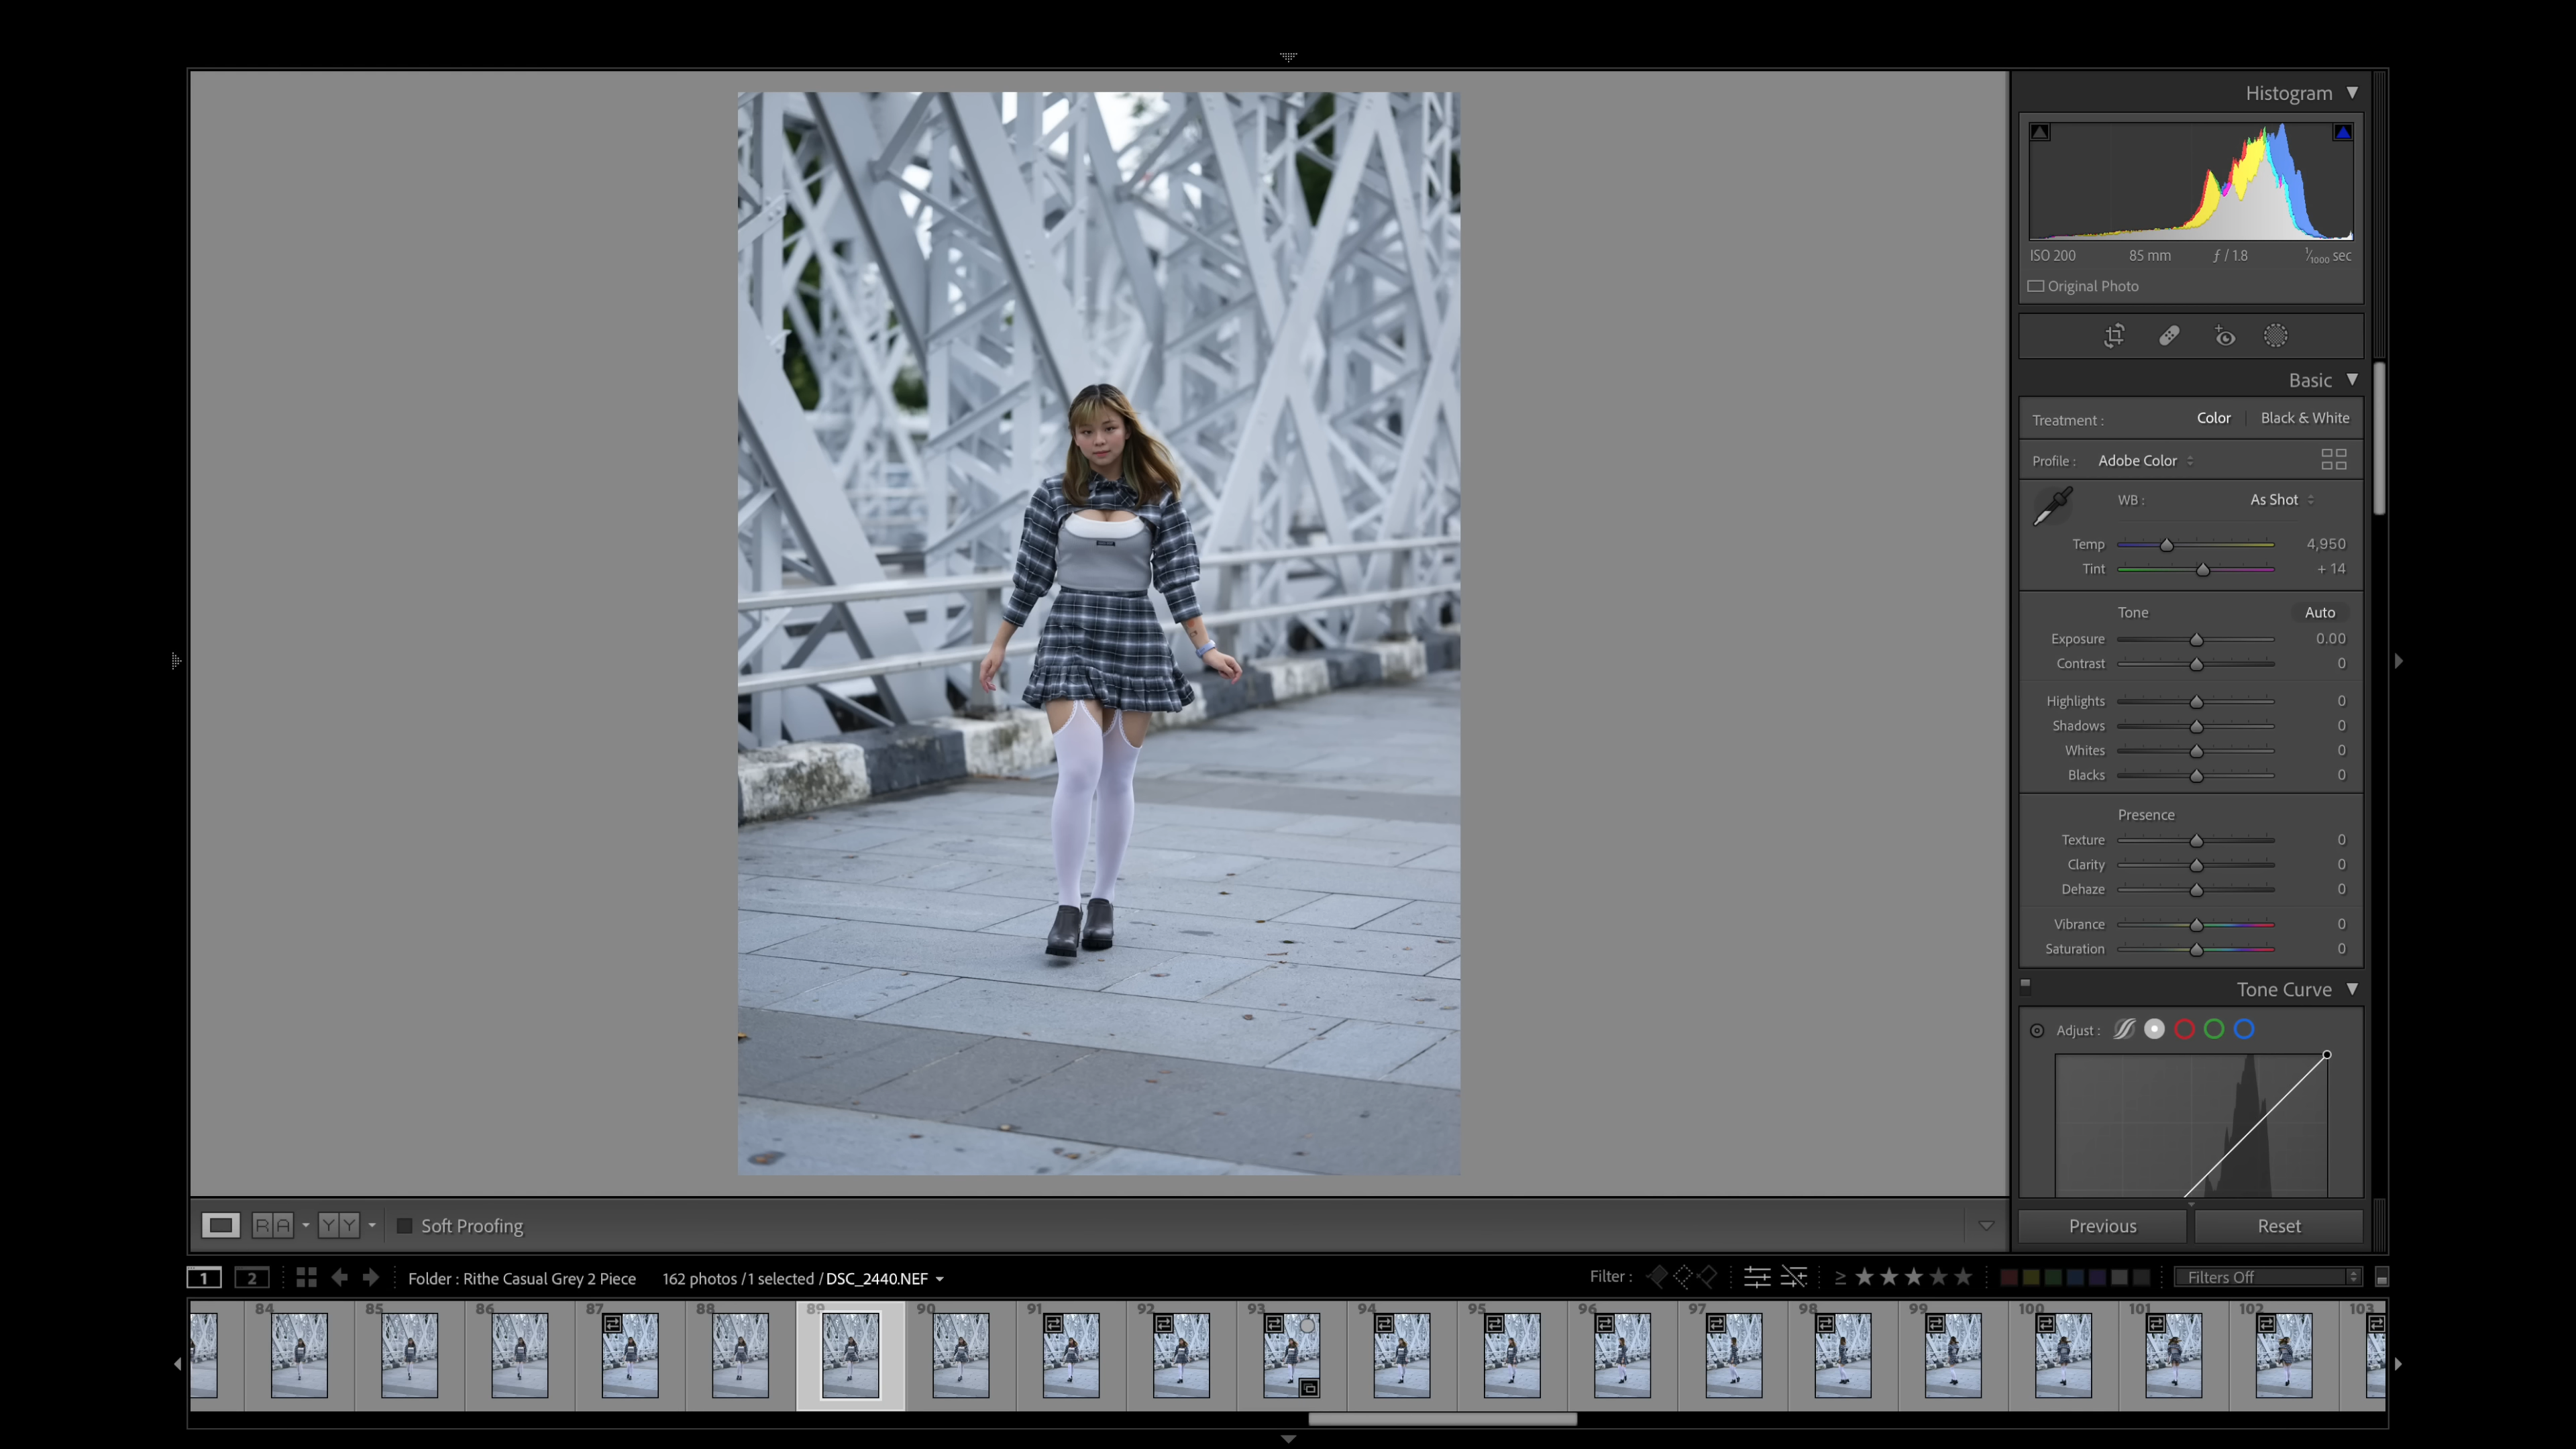 Histogram
ISO 200 85 mm ƒ / 1.8 1/1000 sec
Original Photo
Basic
Treatment : Color Black & White
Profile : Adobe Color
WB : As Shot
Temp 4,950
Tint + 14
Tone Auto
Exposure 0.00
Contrast 0
Highlights 0
Shadows 0
Whites 0
Blacks 0
Presence
Texture 0
Clarity 0
Dehaze 0
Vibrance 0
Saturation 0
Tone Curve
Adjust :
R A Y Y Soft Proofing
Previous Reset
1 2 Folder : Rithe Casual Grey 2 Piece 162 photos /1 selected /DSC_2440.NEF Filter : ≥ ★★★★★ Filters Off
84 85 86 87 88 89 90 91 92 93 94 95 96 97 98 99 100 101 102 103